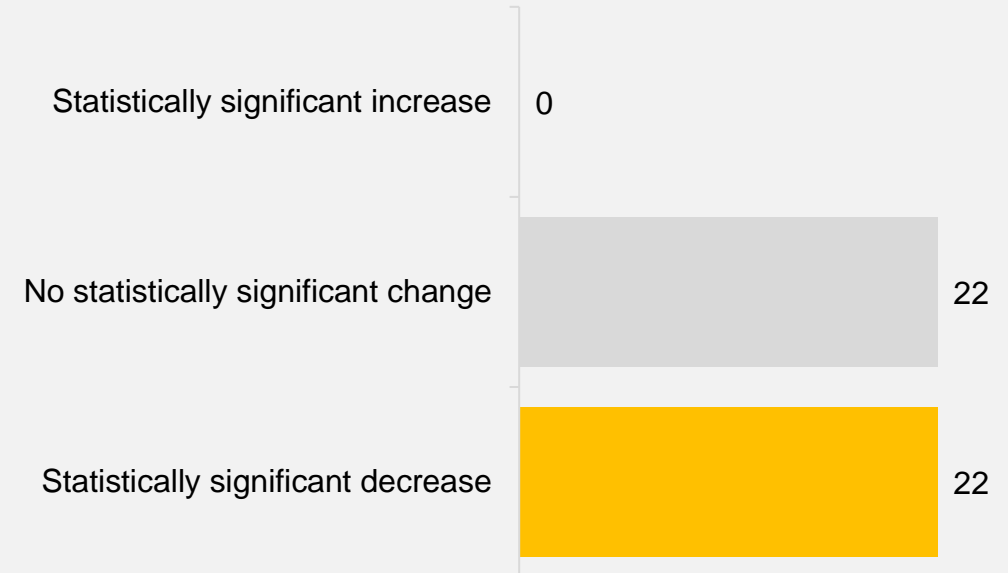 Statistically significant increase 0
No statistically significant change 22
Statistically significant decrease 22